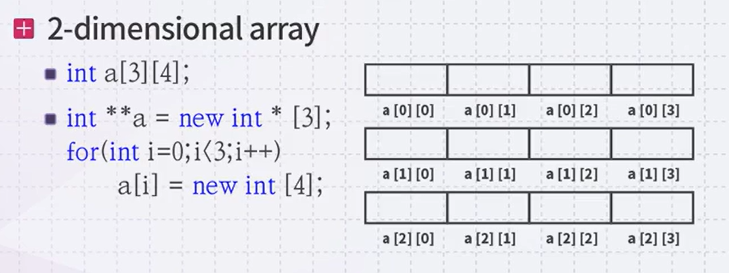 2-dimensional array
int a[3][4];
int **a = new int * [3];
for(int i=0;i<3;i++)
a[i] = new int [4];
a [0] [0] a [0] [1] a [0] [2] a [0] [3]
a [1] [0] a [1] [1] a [1] [2] a [1] [3]
a [2] [0] a [2] [1] a [2] [2] a [2] [3]